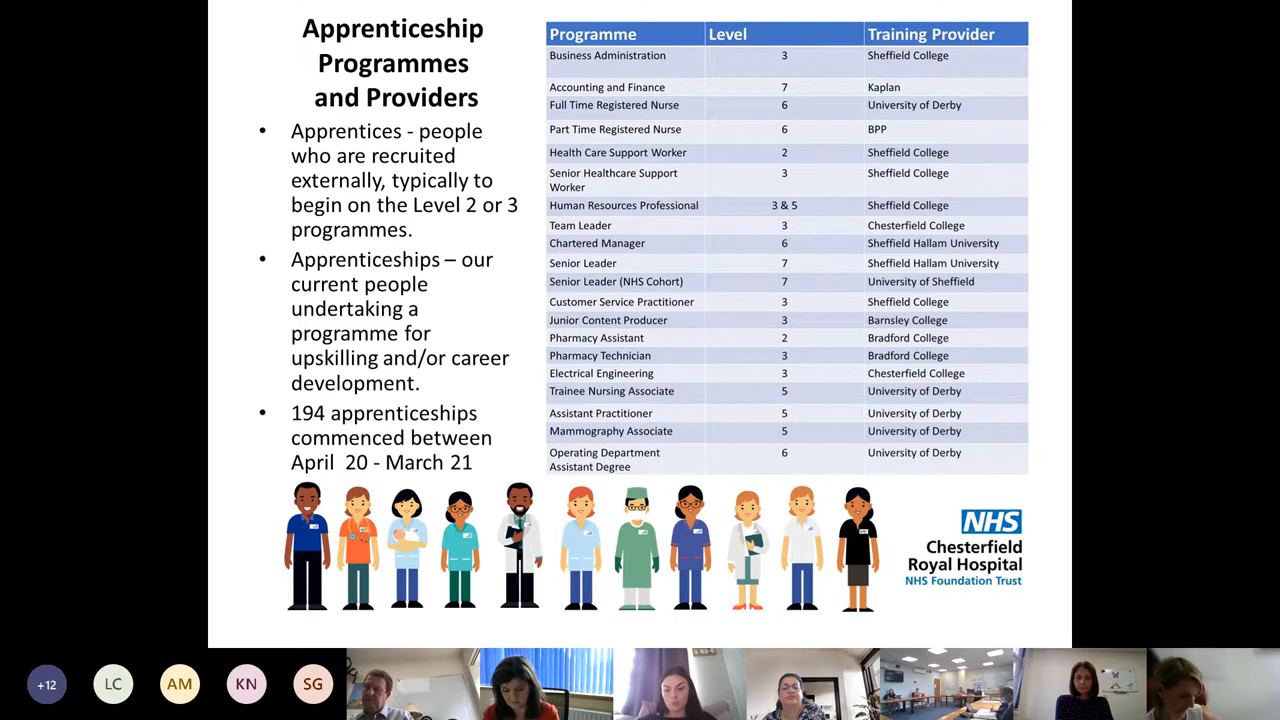 Apprenticeship
Programmes
and Providers
• Apprentices - people
who are recruited
externally, typically to
begin on the Level 2 or 3
programmes.
• Apprenticeships – our
current people
undertaking a
programme for
upskilling and/or career
development.
• 194 apprenticeships
commenced between
April 20 - March 21
Programme Level Training Provider
Business Administration 3 Sheffield College
Accounting and Finance 7 Kaplan
Full Time Registered Nurse 6 University of Derby
Part Time Registered Nurse 6 BPP
Health Care Support Worker 2 Sheffield College
Senior Healthcare Support 3 Sheffield College
Worker
Human Resources Professional 3 & 5 Sheffield College
Team Leader 3 Chesterfield College
Chartered Manager 6 Sheffield Hallam University
Senior Leader 7 Sheffield Hallam University
Senior Leader (NHS Cohort) 7 University of Sheffield
Customer Service Practitioner 3 Sheffield College
Junior Content Producer 3 Barnsley College
Pharmacy Assistant 2 Bradford College
Pharmacy Technician 3 Bradford College
Electrical Engineering 3 Chesterfield College
Trainee Nursing Associate 5 University of Derby
Assistant Practitioner 5 University of Derby
Mammography Associate 5 University of Derby
Operating Department 6 University of Derby
Assistant Degree
NHS
Chesterfield
Royal Hospital
NHS Foundation Trust
+12 LC AM KN SG